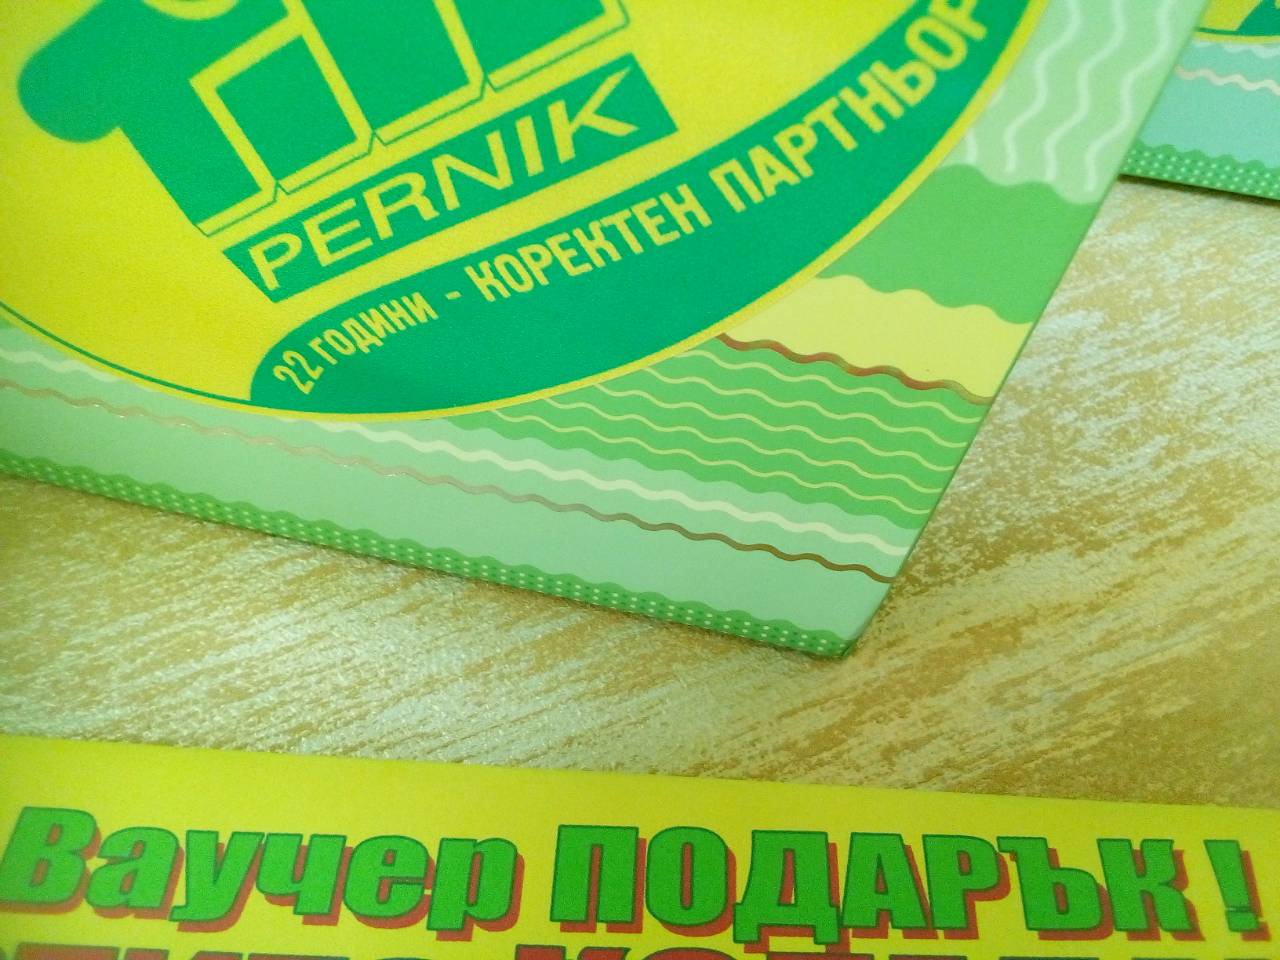 PERNIK
22 ГОДИНИ - КОРЕКТЕН ПАРТНЬОР
Ваучер ПОДАРЪК !